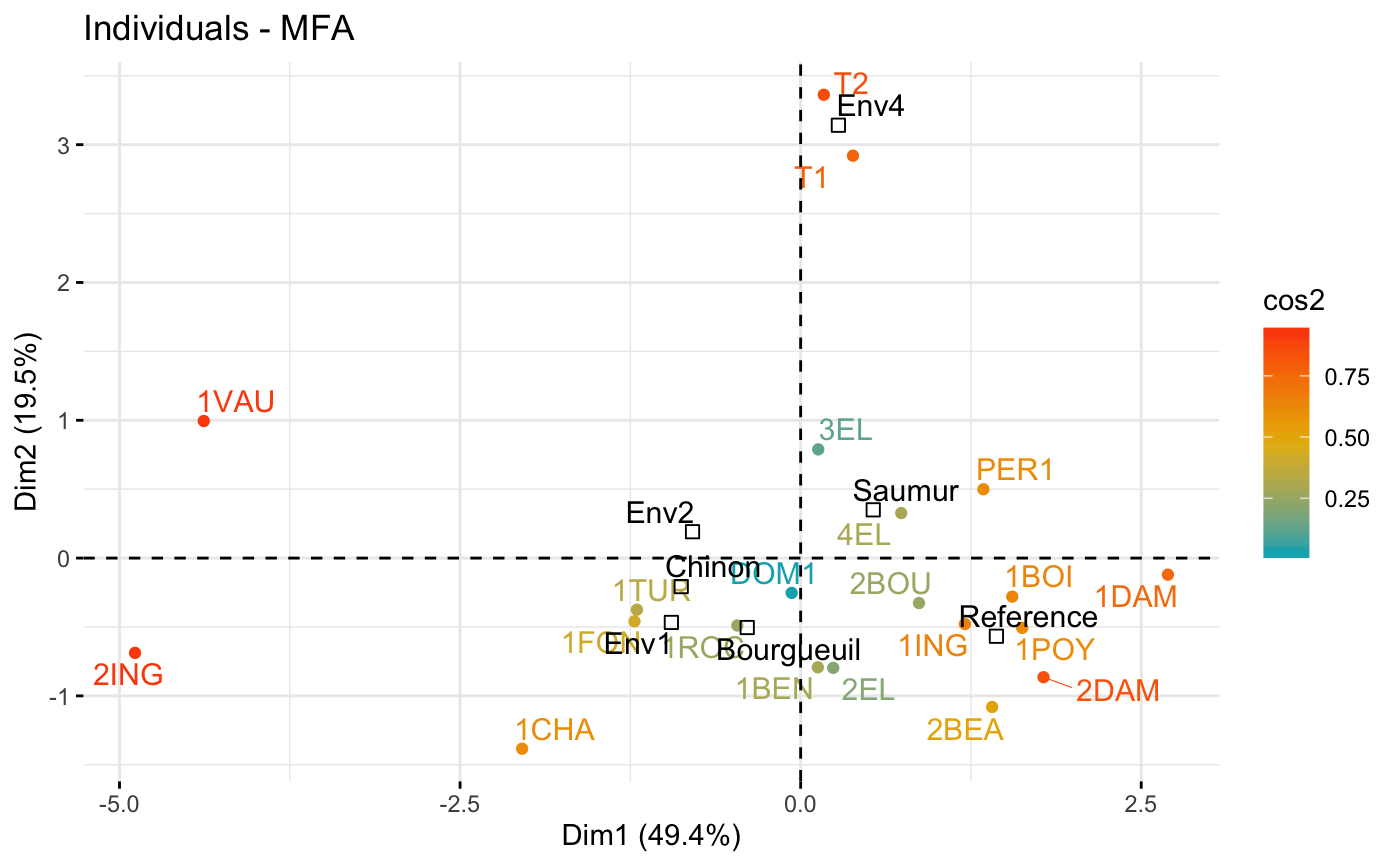 Individuals - MFA
T2
Env4
3
T1
2
cos2
0.75
1VAU
1
3EL
0.50
PER1
Saumur
0.25
Env2
4EL
0
Chinon
DOM1
1TUR
2BOU
1BOI
1DAM
Reference
1FON
Env1
1ROC
Bourgueuil
1ING
1POY
2ING
1BEN
2EL
2DAM
-1
1CHA
2BEA
-5.0
-2.5
0.0
2.5
Dim1 (49.4%)
Dim2 (19.5%)